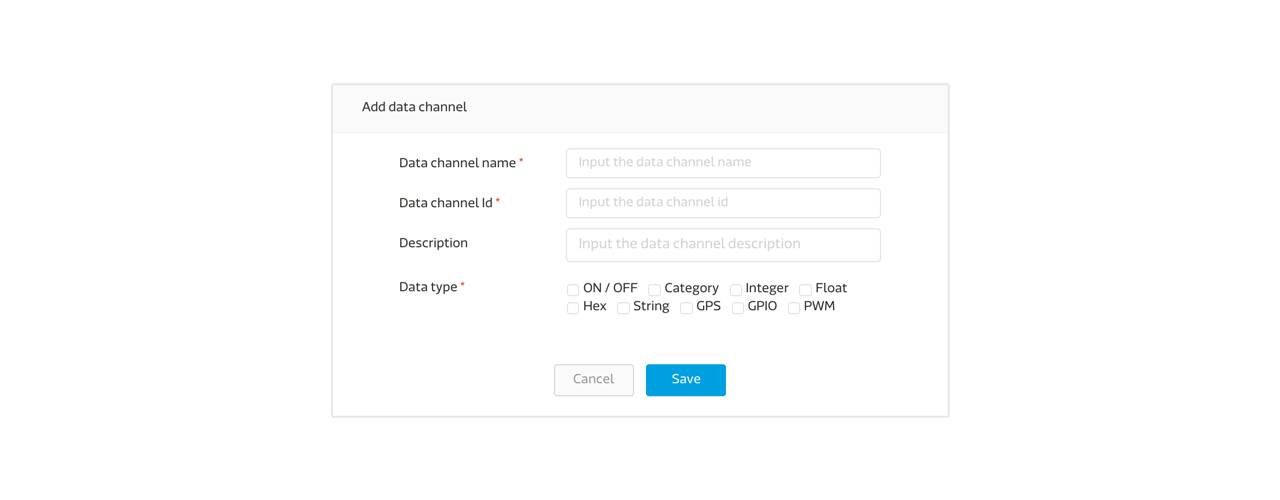 Add data channel
Data channel name *
Input the data channel name
Data channel Id *
Input the data channel id
Description
Input the data channel description
Data type *
ON / OFF Category Integer Float
Hex String GPS GPIO PWM
Cancel Save